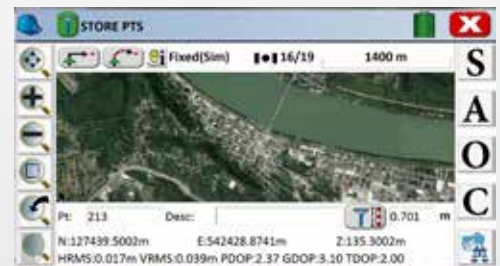 STORE PTS
Fixed(Sim) 16/19 1400 m
S
A
O
C
Pt: 213 Desc: 0.701 m
N:127439.5002m E:542428.8741m Z:135.3002m
HRMS:0.017m VRMS:0.039m PDOP:2.37 GDOP:3.10 TDOP:2.00